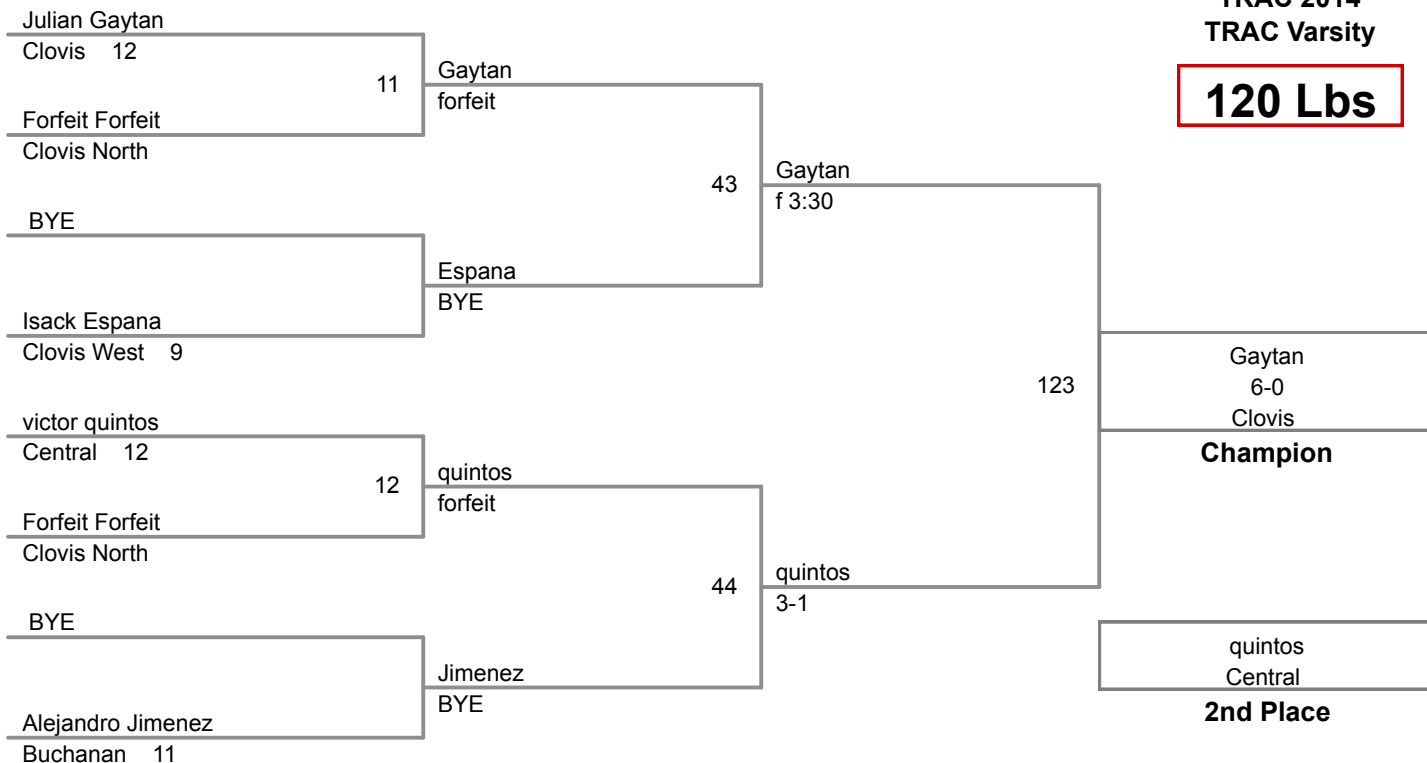 TRAC 2014
TRAC Varsity
120 Lbs
Julian Gaytan
Clovis 12
11
Forfeit Forfeit
Clovis North
Gaytan
forfeit
BYE
Isack Espana
Clovis West 9
Espana
BYE
43
Gaytan
f 3:30
victor quintos
Central 12
12
Forfeit Forfeit
Clovis North
quintos
forfeit
BYE
Alejandro Jimenez
Buchanan 11
Jimenez
BYE
44
quintos
3-1
123
Gaytan
6-0
Clovis
Champion
quintos
Central
2nd Place